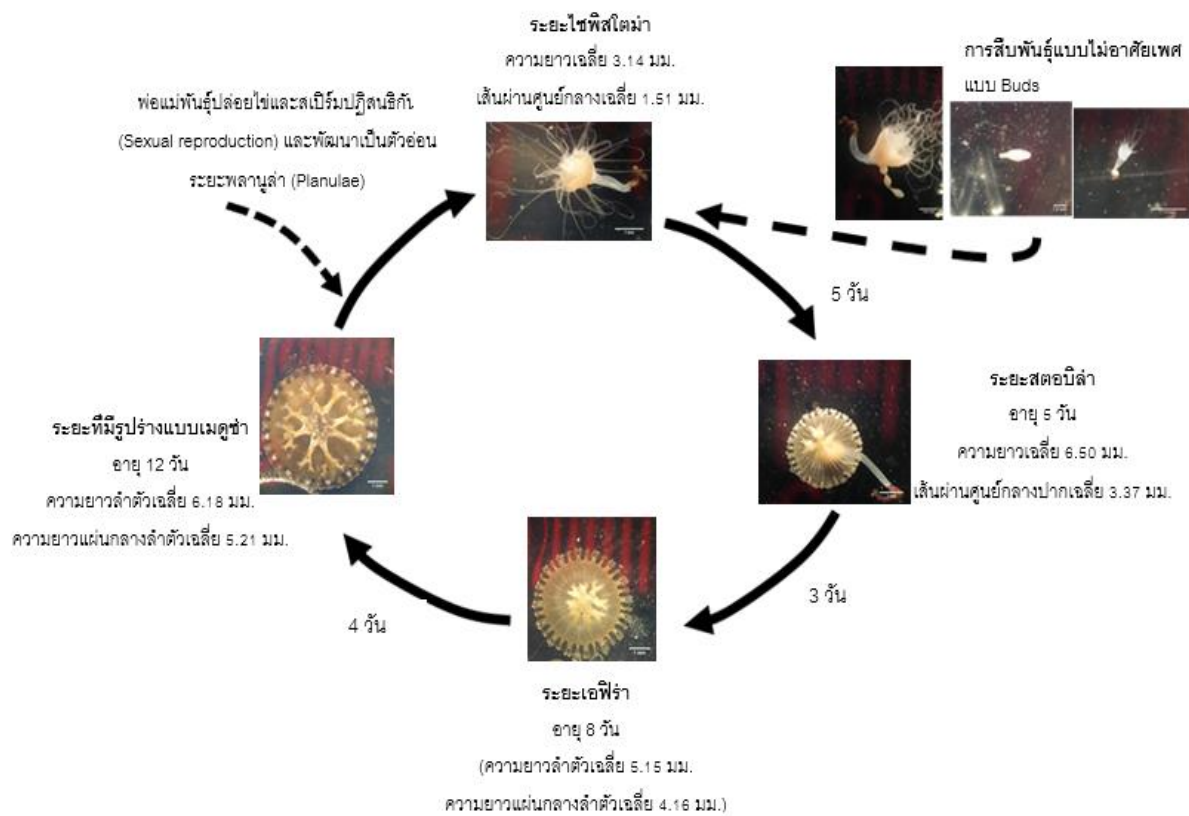 ระยะไซพิสโตม่า
ความยาวเฉลี่ย 3.14 มม.
เส้นผ่านศูนย์กลางเฉลี่ย 1.51 มม.
การสืบพันธุ์แบบไม่อาศัยเพศ
แบบ Buds
พ่อแม่พันธุ์ปล่อยไข่และสเปิร์มปฏิสนธิกัน
(Sexual reproduction) และพัฒนาเป็นตัวอ่อน
ระยะพลานูล่า (Planulae)
5 วัน
ระยะสตอบิล่า
อายุ 5 วัน
ความยาวเฉลี่ย 6.50 มม.
เส้นผ่านศูนย์กลางปากเฉลี่ย 3.37 มม.
3 วัน
ระยะเอฟิร่า
อายุ 8 วัน
(ความยาวลำตัวเฉลี่ย 5.15 มม.
ความยาวแผ่นกลางลำตัวเฉลี่ย 4.16 มม.)
4 วัน
ระยะที่มีรูปร่างแบบเมดูซ่า
อายุ 12 วัน
ความยาวลำตัวเฉลี่ย 6.18 มม.
ความยาวแผ่นกลางลำตัวเฉลี่ย 5.21 มม.